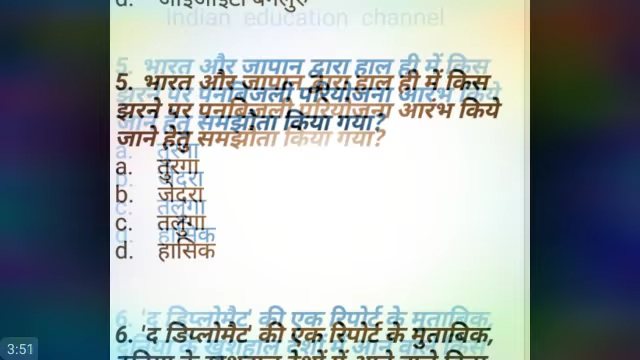 Indian education channel
5. भारत और जापान द्वारा हाल ही में किस
झरने पर पनबिजली परियोजना आरंभ किये
जाने हेतु समझौता किया गया?
a. तुरगा
b. जेदरा
c. तलुगा
d. हासिक
6. 'द डिप्लोमैट' की एक रिपोर्ट के मुताबिक,
3:51